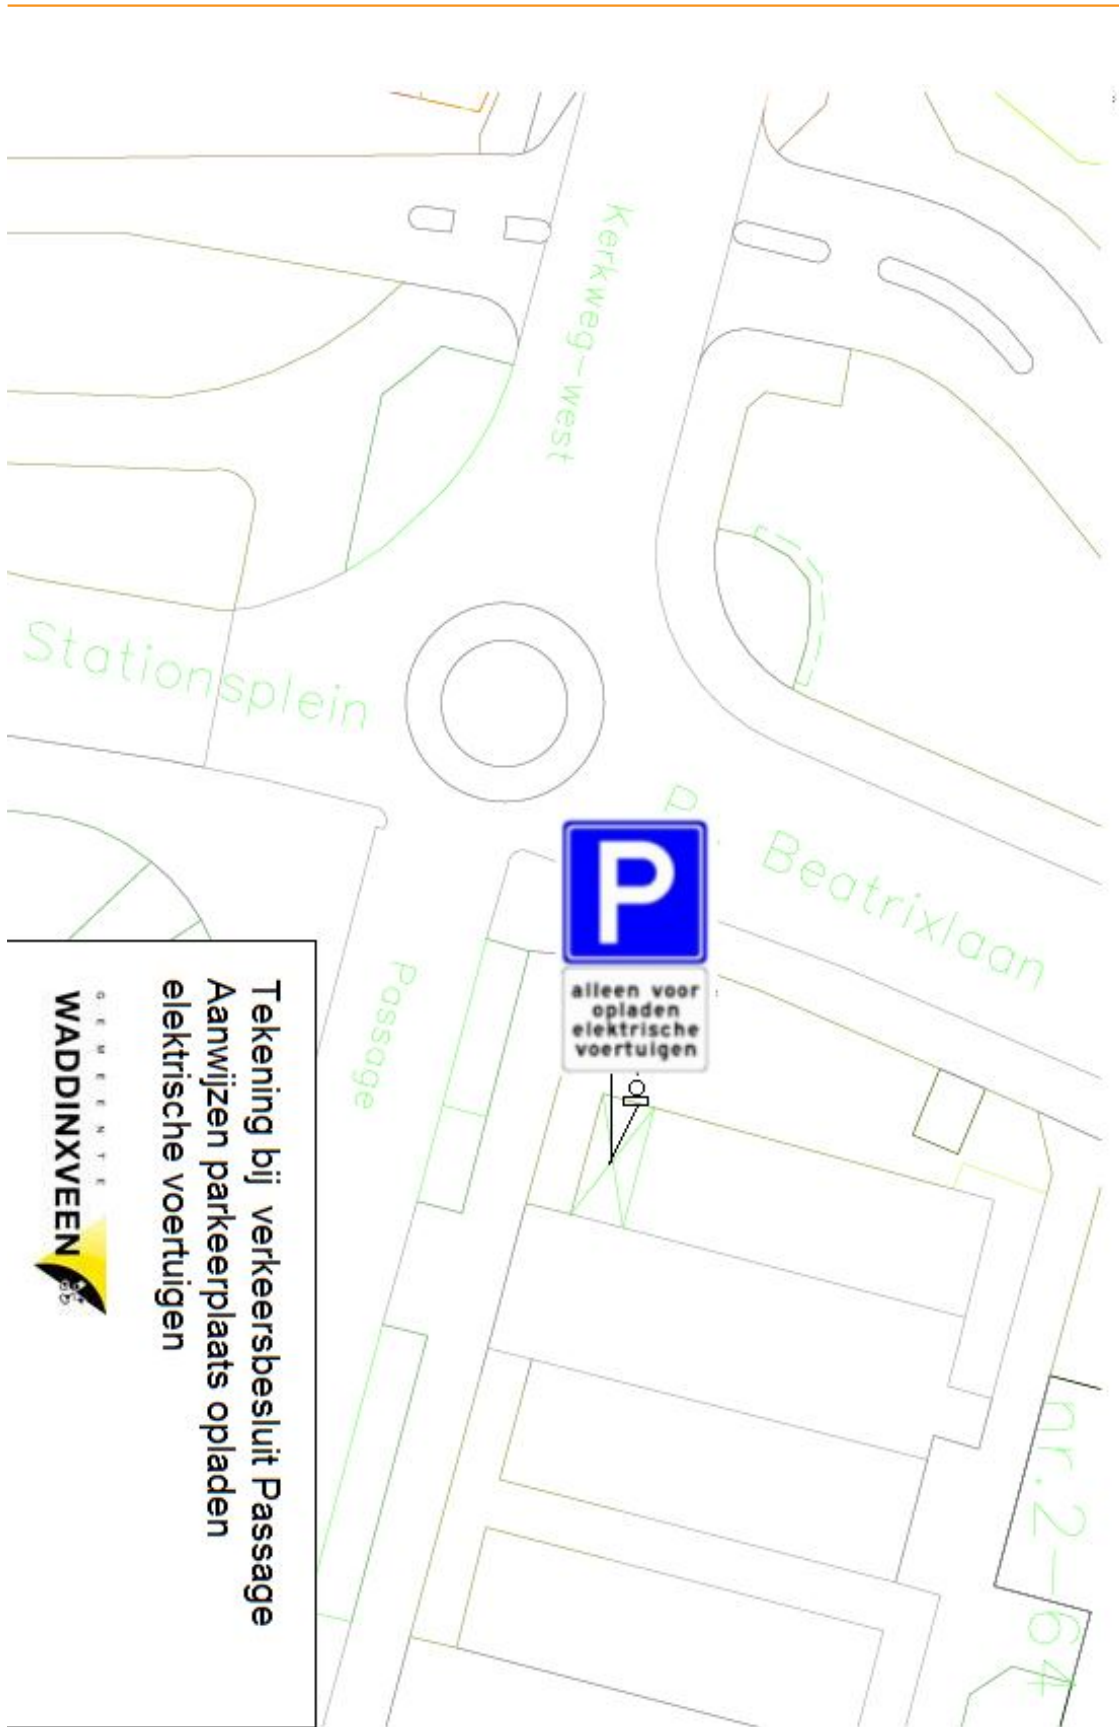 Kerkweg-west
Stationsplein
P
Beatrixlaan
P
alleen voor
opladen
elektrische
voertuigen
Passage
nr.2-64
Tekening bij verkeersbesluit Passage
Aanwijzen parkeerplaats opladen
elektrische voertuigen
GEMEENTE
WADDINXVEEN